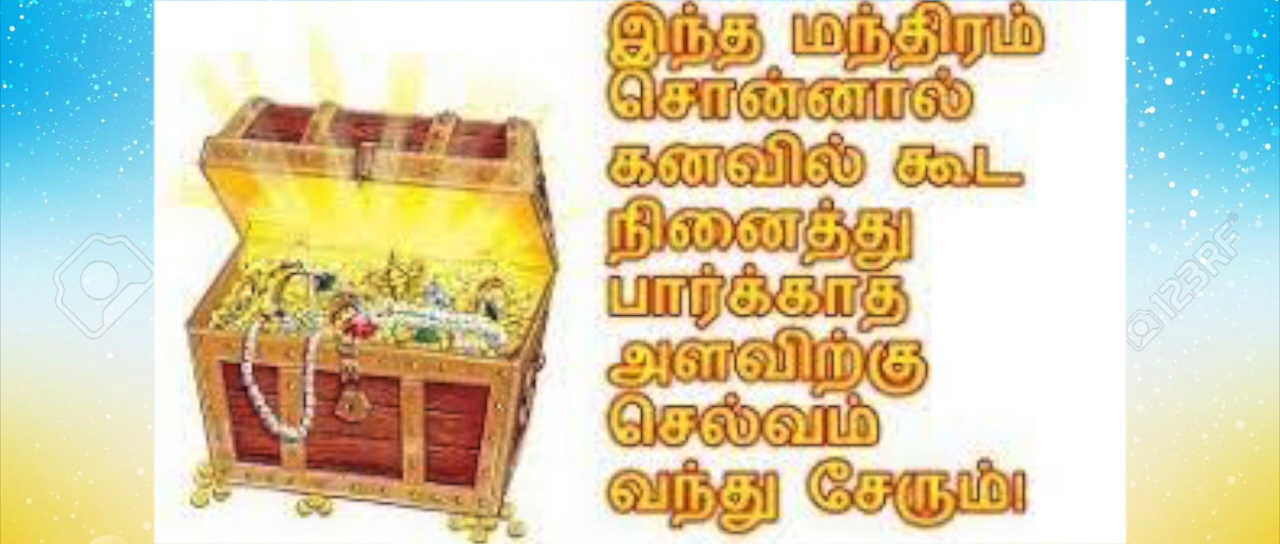 இந்த மந்திரம்
சொன்னால்
கனவில் கூட
நினைத்து
பார்க்காத
அளவிற்கு
செல்வம்
வந்து சேரும்!
123RF®